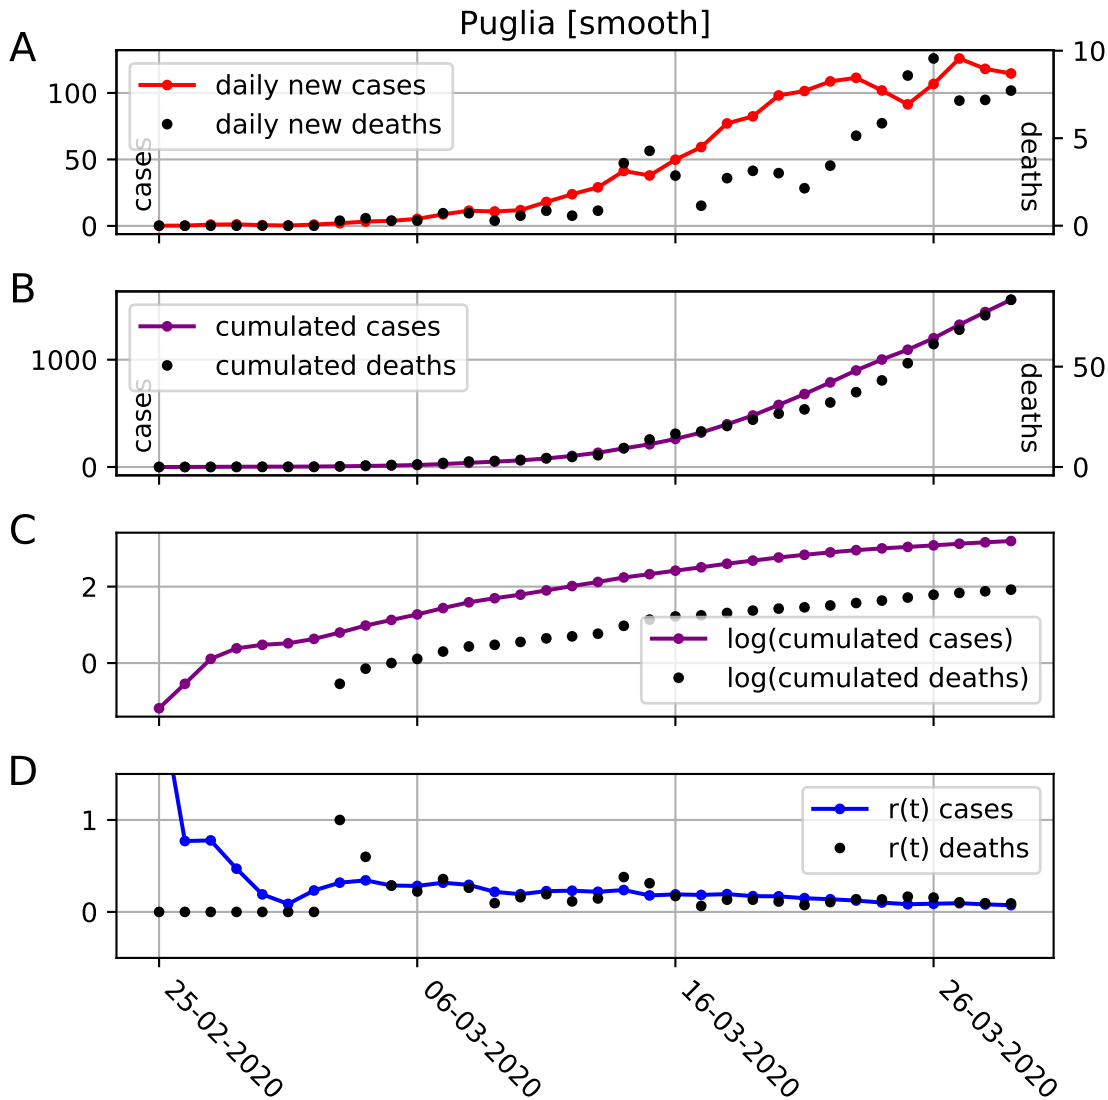 Puglia [smooth]
A
daily new cases
daily new deaths
100
50
0
cases
10
5
0
deaths
B
cumulated cases
cumulated deaths
1000
0
cases
50
0
deaths
C
2
0
log(cumulated cases)
log(cumulated deaths)
D
1
0
r(t) cases
r(t) deaths
25-02-2020
06-03-2020
16-03-2020
26-03-2020